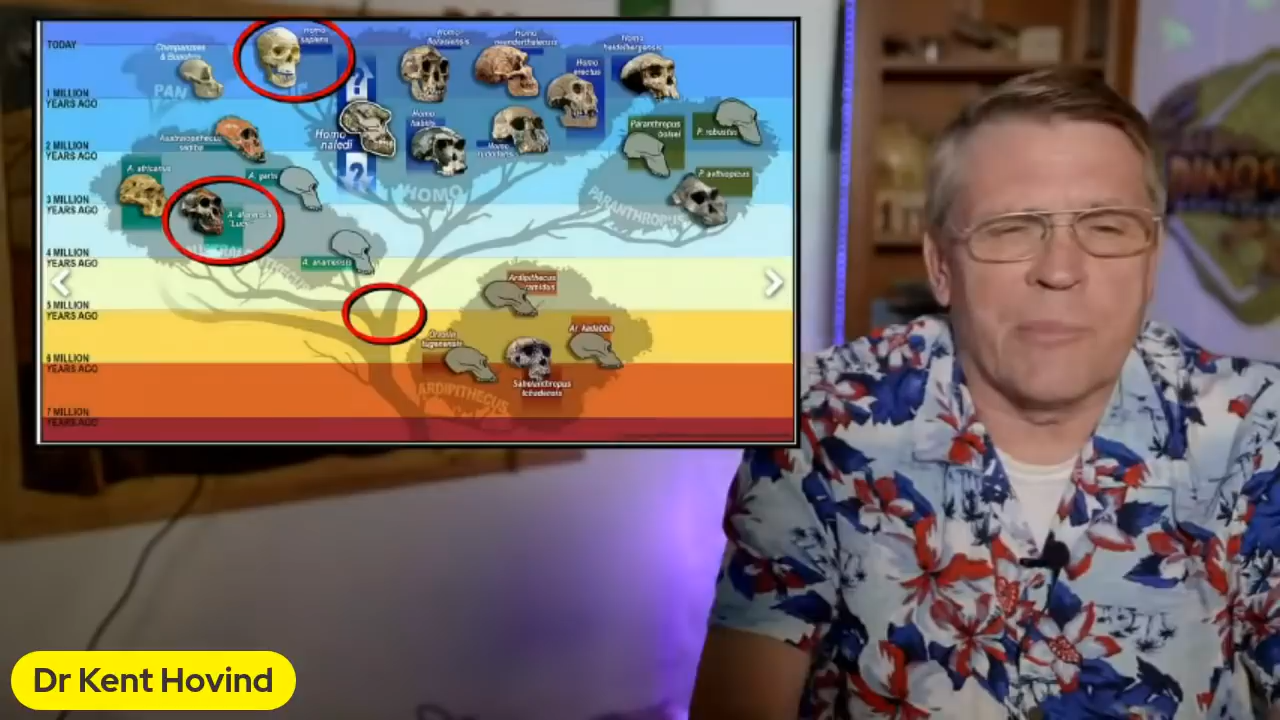 TODAY
Chimpanzees
& Bonobos
Homo
sapiens
Homo
floresiensis
Homo
neanderthalensis
Homo
heidelbergensis
Homo
erectus
PAN
1 MILLION
YEARS AGO
?
Homo
naledi
Homo
habilis
Homo
rudolfensis
Paranthropus
boisei
P. robustus
Australopithecus
sediba
2 MILLION
YEARS AGO
?
A. africanus
A. garhi
P. aethiopicus
HOMO
PARANTHROPUS
3 MILLION
YEARS AGO
A. afarensis
"Lucy"
4 MILLION
YEARS AGO
A. anamensis
Ardipithecus
ramidus
5 MILLION
YEARS AGO
Orrorin
tugenensis
Ar. kadabba
6 MILLION
YEARS AGO
Sahelanthropus
tchadensis
ARDIPITHECUS
7 MILLION
YEARS AGO
Dr Kent Hovind